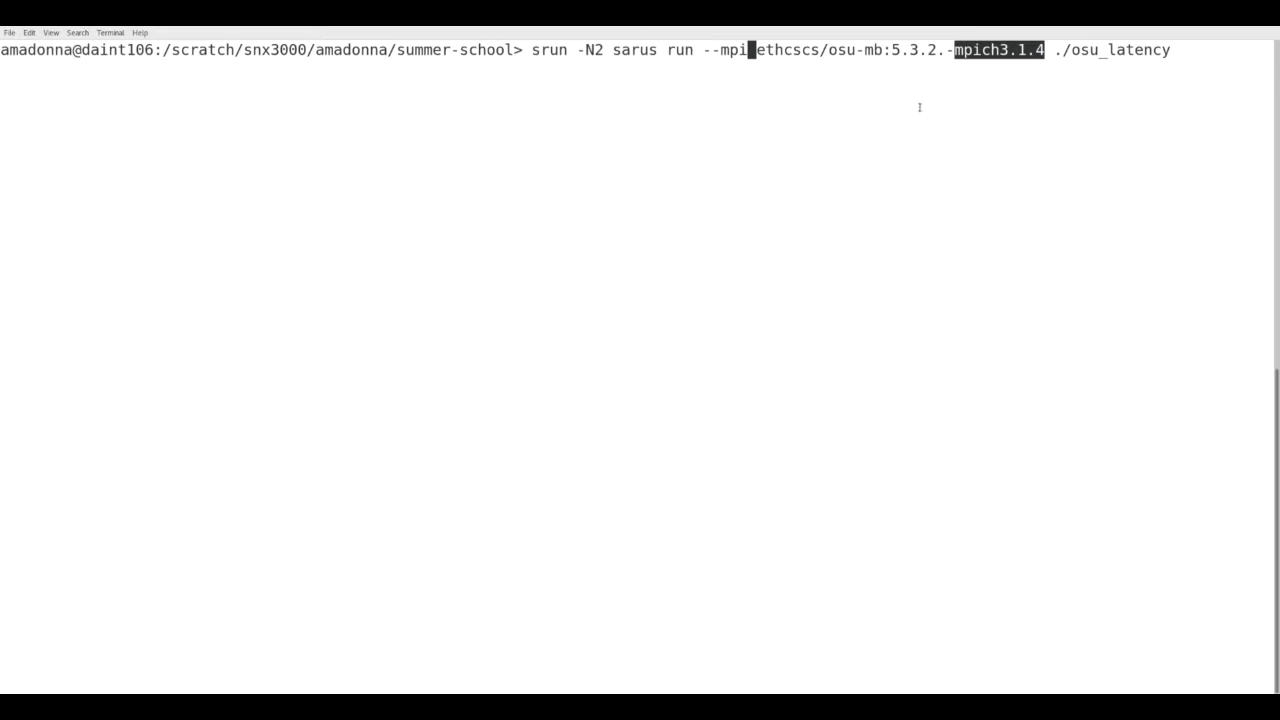 File Edit View Search Terminal Help
amadonna@daint106:/scratch/snx3000/amadonna/summer-school> srun -N2 sarus run --mpi ethcscs/osu-mb:5.3.2.-mpich3.1.4 ./osu_latency